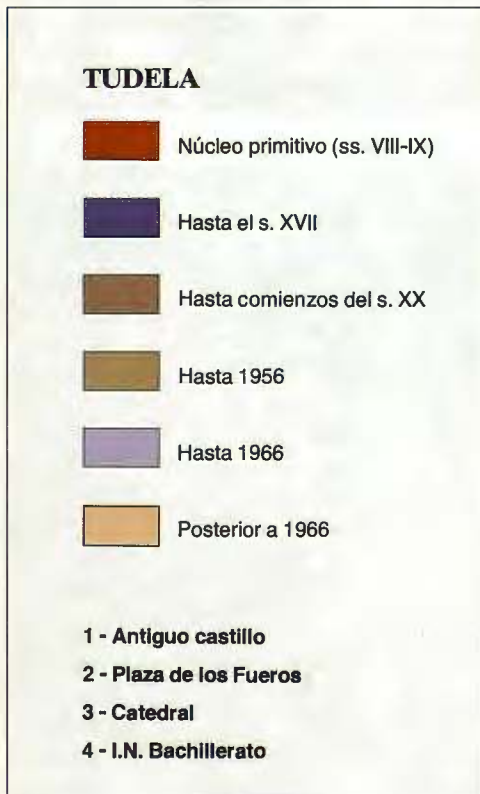 TUDELA
Núcleo primitivo (ss. VIII-IX)
Hasta el s. XVII
Hasta comienzos del s. XX
Hasta 1956
Hasta 1966
Posterior a 1966
1 - Antiguo castillo
2 - Plaza de los Fueros
3 - Catedral
4 - I.N. Bachillerato